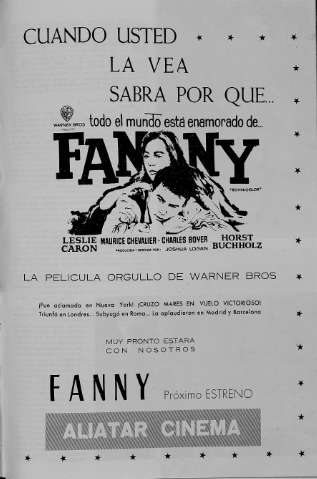 CUANDO USTED
LA VEA
SABRA POR QUE...
WARNER BROS
todo el mundo está enamorado de...
FANNY
TECHNICOLOR
LESLIE CARON
MAURICE CHEVALIER - CHARLES BOYER
HORST BUCHHOLZ
JOSHUA LOGAN
LA PELICULA ORGULLO DE WARNER BROS
¡Fue aclamada en Nueva York! ¡CRUZO MARES EN VUELO VICTORIOSO!
Triunfó en Londres... Subyugó en Roma... La aplaudieron en Madrid y Barcelona
MUY PRONTO ESTARA
CON NOSOTROS
FANNY Próximo ESTRENO
ALIATAR CINEMA